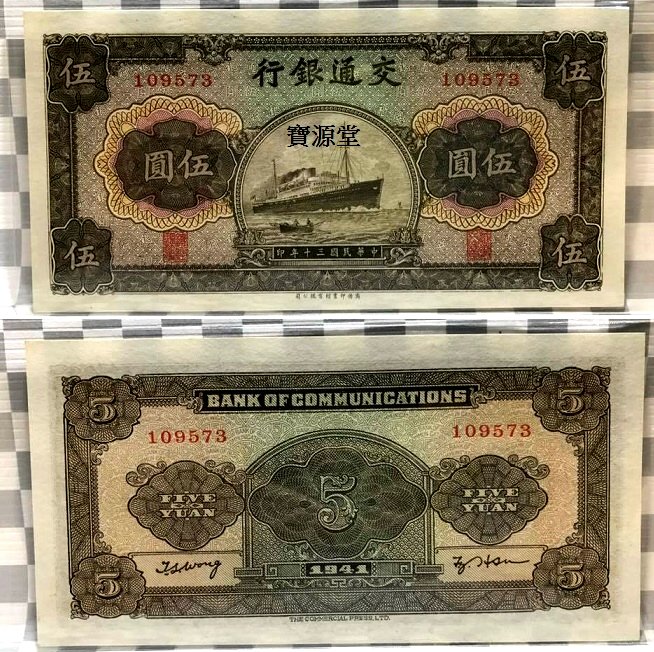 行銀通交
伍 109573 109573 伍
寶源堂
圓伍 圓伍
伍 伍
印年十三國民華中
BANK OF COMMUNICATIONS
5 109573 109573 5
5
FIVE YUAN FIVE YUAN
5 5
1941
THE COMMERCIAL PRESS, LTD.